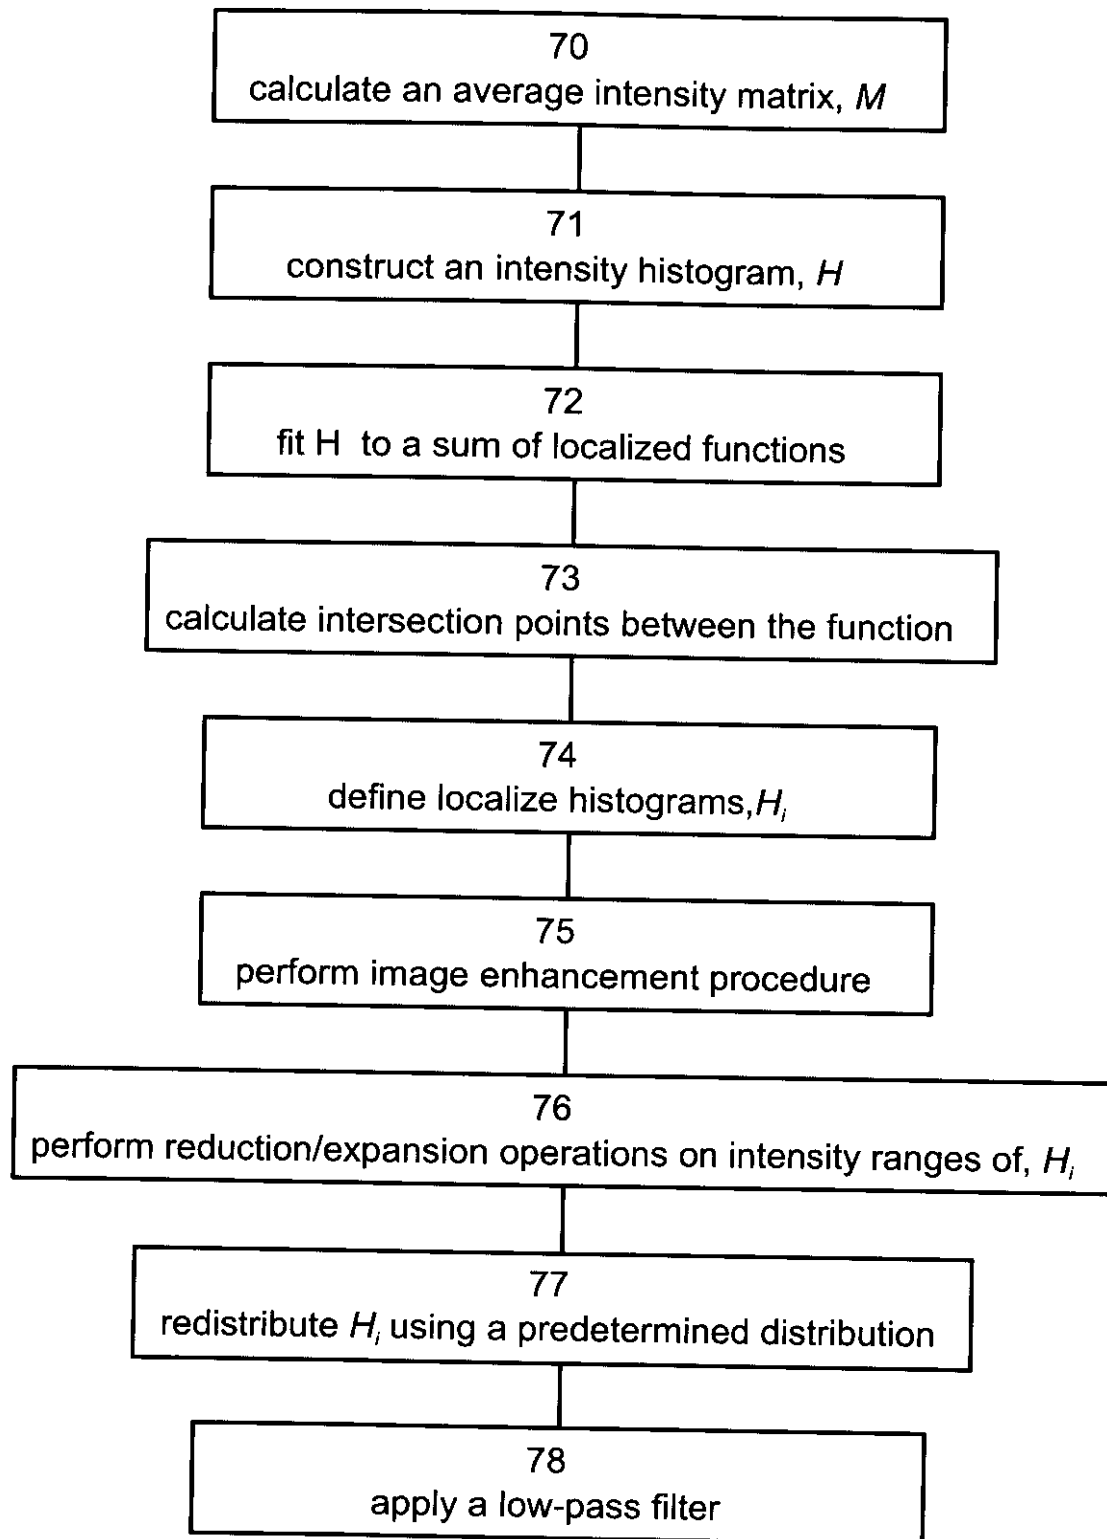 70
calculate an average intensity matrix, M
71
construct an intensity histogram, H
72
fit H to a sum of localized functions
73
calculate intersection points between the function
74
define localize histograms,Hi
75
perform image enhancement procedure
76
perform reduction/expansion operations on intensity ranges of, Hi
77
redistribute Hi using a predetermined distribution
78
apply a low-pass filter